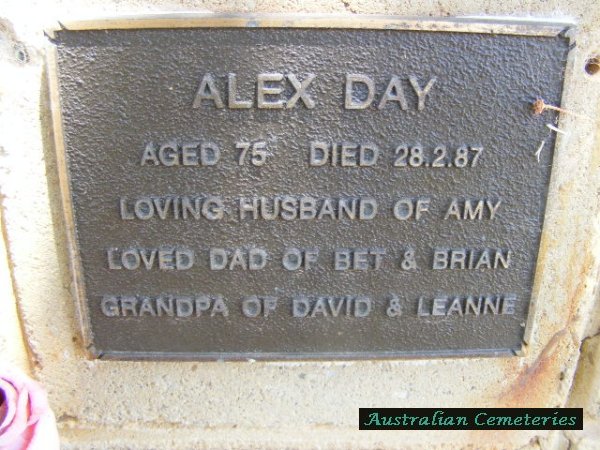 ALEX DAY
AGED 75 DIED 28.2.87
LOVING HUSBAND OF AMY
LOVED DAD OF BET & BRIAN
GRANDPA OF DAVID & LEANNE
Australian Cemeteries